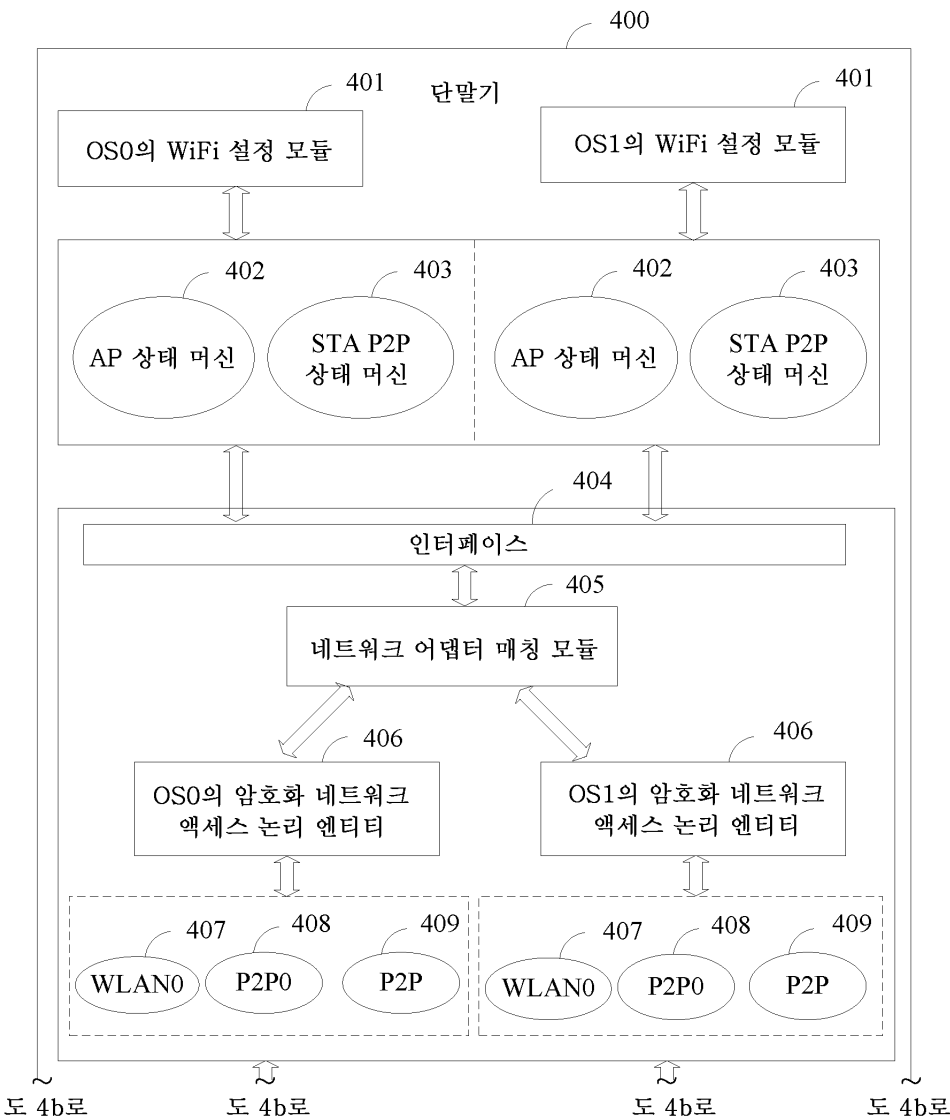 400
단말기
401
401
OS0의 WiFi 설정 모듈
OS1의 WiFi 설정 모듈
402
403
402
403
AP 상태 머신
STA P2P
상태 머신
AP 상태 머신
STA P2P
상태 머신
404
인터페이스
405
네트워크 어댑터 매칭 모듈
406
406
OS0의 암호화 네트워크
액세스 논리 엔티티
OS1의 암호화 네트워크
액세스 논리 엔티티
407
408
409
407
408
409
WLAN0
P2P0
P2P
WLAN0
P2P0
P2P
~
~
~
~
도 4b로
도 4b로
도 4b로
도 4b로